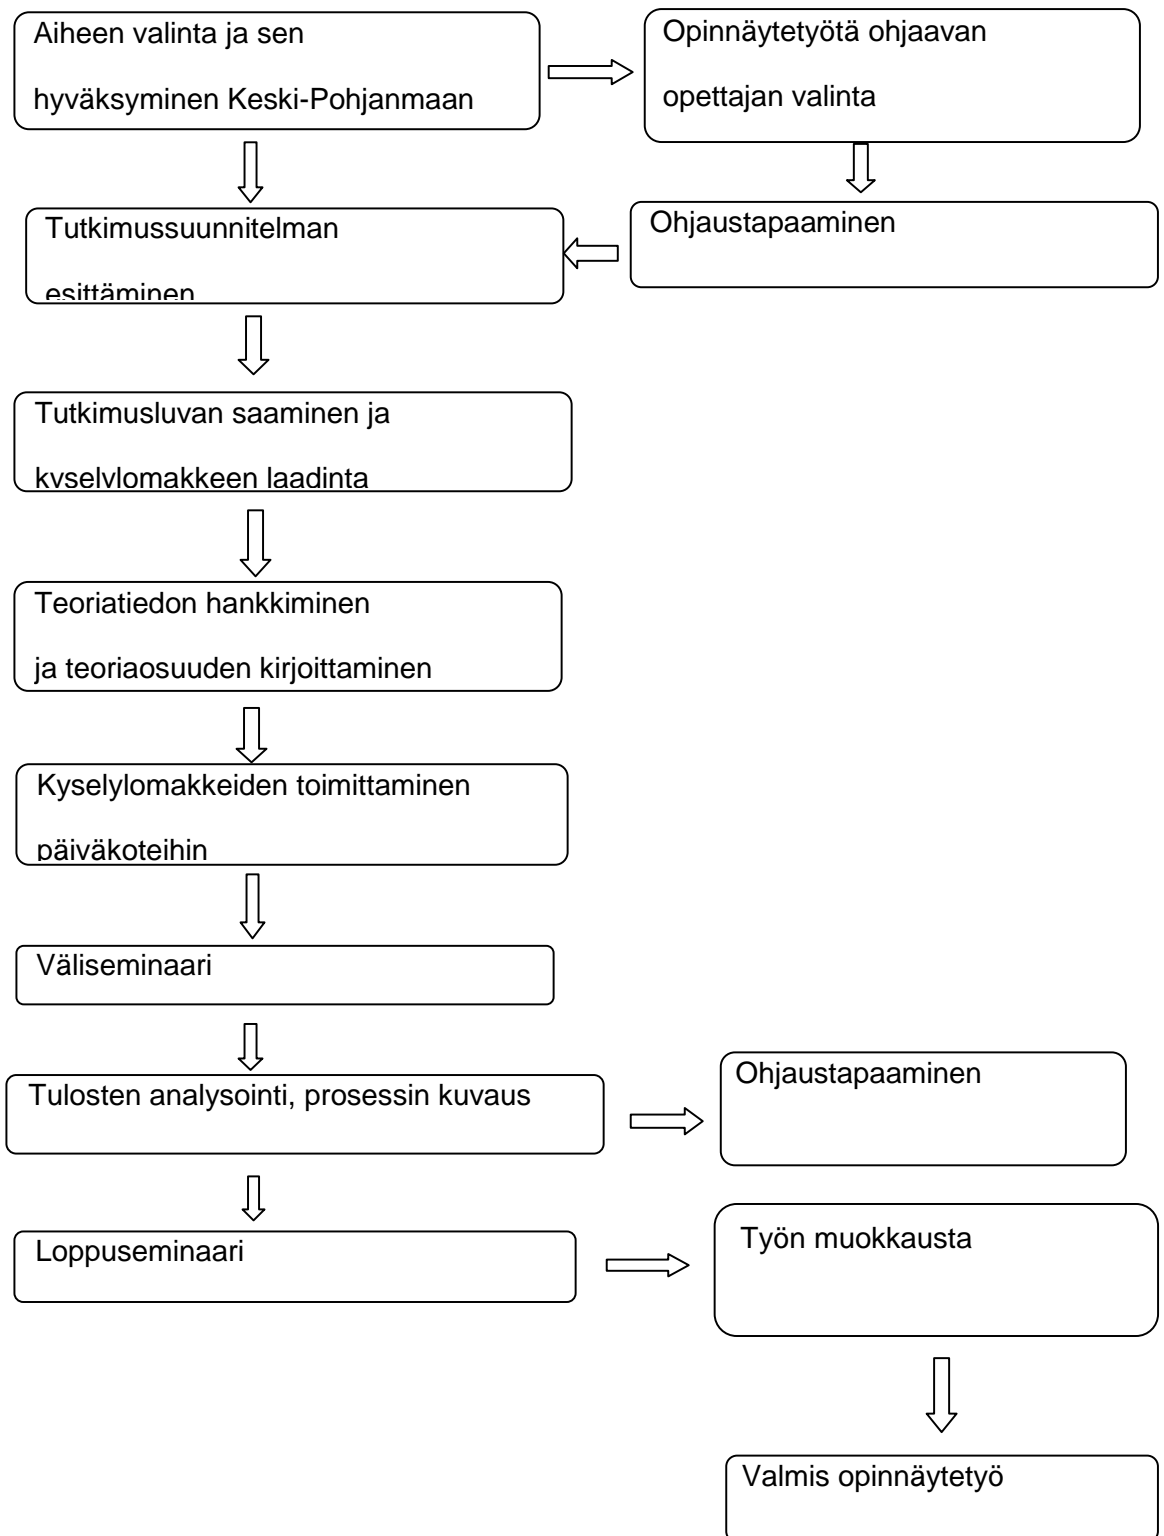 Aiheen valinta ja sen
hyväksyminen Keski-Pohjanmaan
Opinnäytetyötä ohjaavan
opettajan valinta
Tutkimussuunnitelman
esittäminen
Ohjaustapaaminen
Tutkimusluvan saaminen ja
kyselylomakkeen laadinta
Teoriatiedon hankkiminen
ja teoriaosuuden kirjoittaminen
Kyselylomakkeiden toimittaminen
päiväkoteihin
Väliseminaari
Tulosten analysointi, prosessin kuvaus
Ohjaustapaaminen
Loppuseminaari
Työn muokkausta
Valmis opinnäytetyö